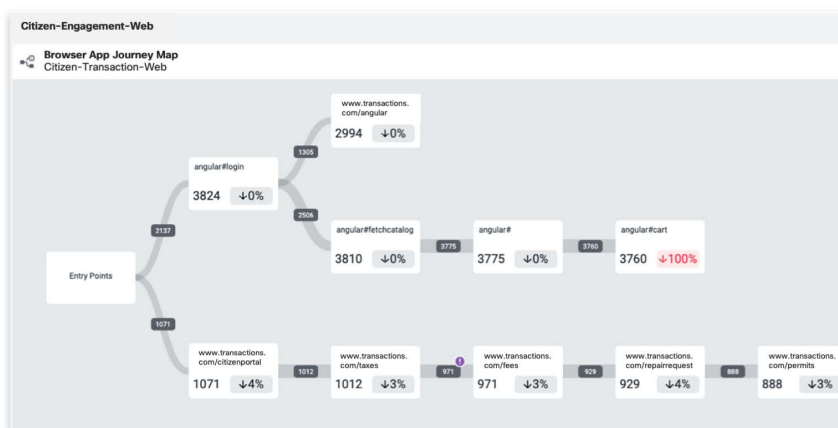 Citizen-Engagement-Web
Browser App Journey Map
Citizen-Transaction-Web
www.transactions.
com/angular
2994 ↓0%
1305
angular#login
3824 ↓0%
2506
2137
angular#fetchcatalog
3810 ↓0%
3775
angular#
3775 ↓0%
3760
angular#cart
3760 ↓100%
Entry Points
1071
www.transactions.
com/citizenportal
1071 ↓4%
1012
www.transactions.
com/taxes
1012 ↓3%
!
971
www.transactions.
com/fees
971 ↓3%
929
www.transactions.
com/repairrequest
929 ↓4%
888
www.transactions.
com/permits
888 ↓3%